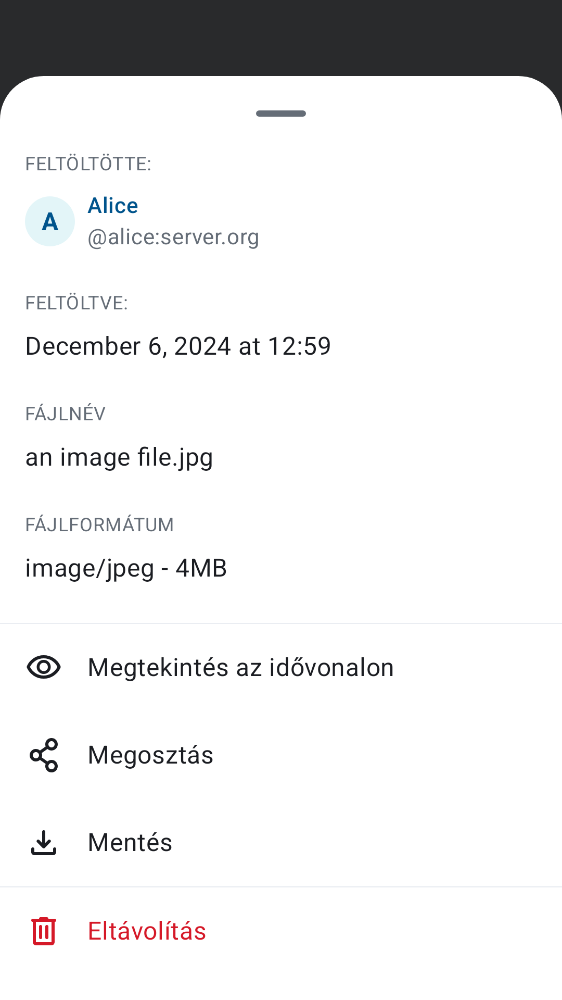 FELTÖLTÖTTE:
A
Alice
@alice:server.org
FELTÖLTVE:
December 6, 2024 at 12:59
FÁJLNÉV
an image file.jpg
FÁJLFORMÁTUM
image/jpeg - 4MB
Megtekintés az idővonalon
Megosztás
Mentés
Eltávolítás